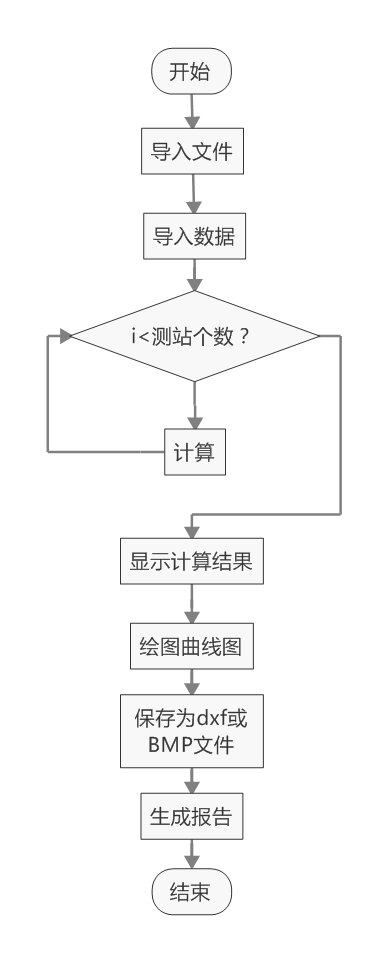 开始
导入文件
导入数据
i<测站个数？
计算
显示计算结果
绘图曲线图
保存为dxf或
BMP文件
生成报告
结束